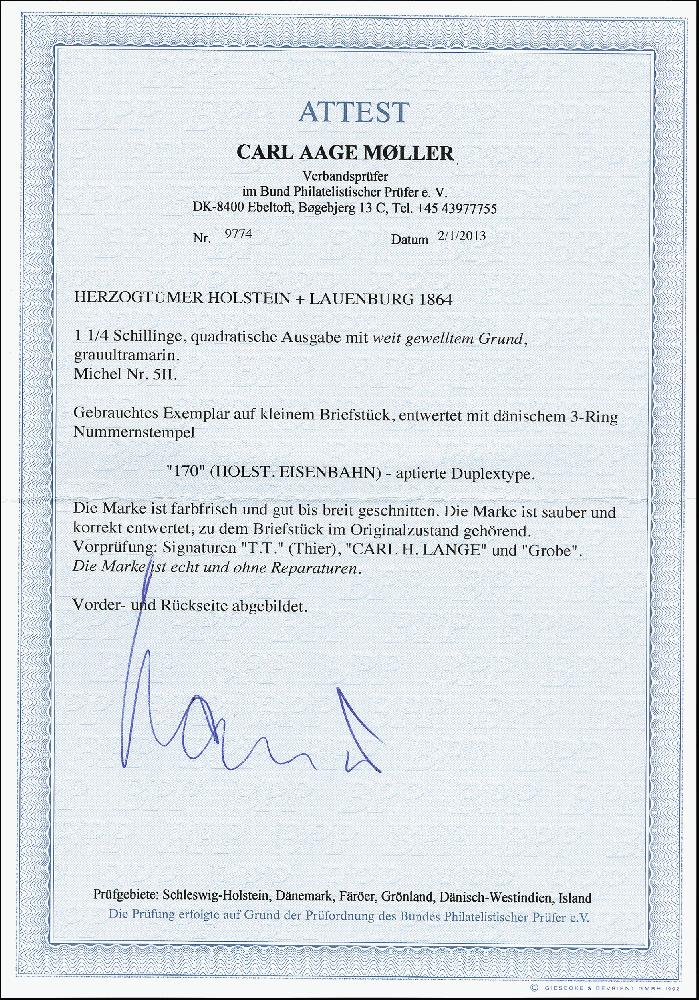 ATTEST
CARL AAGE MØLLER
Verbandsprüfer
im Bund Philatelistischer Prüfer e. V.
DK-8400 Ebeltoft, Bøgebjerg 13 C, Tel. +45 43977755
Nr. 9774 Datum 2/1/2013
HERZOGTÜMER HOLSTEIN + LAUENBURG 1864
1 1/4 Schillinge, quadratische Ausgabe mit weit gewelltem Grund,
grauultramarin.
Michel Nr. 5II.
Gebrauchtes Exemplar auf kleinem Briefstück, entwertet mit dänischem 3-Ring
Nummernstempel
"170" (HOLST. EISENBAHN) - aptierte Duplextype.
Die Marke ist farbfrisch und gut bis breit geschnitten. Die Marke ist sauber und
korrekt entwertet, zu dem Briefstück im Originalzustand gehörend.
Vorprüfung: Signaturen "T.T." (Thier), "CARL H. LANGE" und "Grobe".
Die Marke ist echt und ohne Reparaturen.
Vorder- und Rückseite abgebildet.
Prüfgebiete: Schleswig-Holstein, Dänemark, Färöer, Grönland, Dänisch-Westindien, Island
Die Prüfung erfolgte auf Grund der Prüfordnung des Bundes Philatelistischer Prüfer e.V.
© GIESECKE & DEVRIENT GMBH 1992